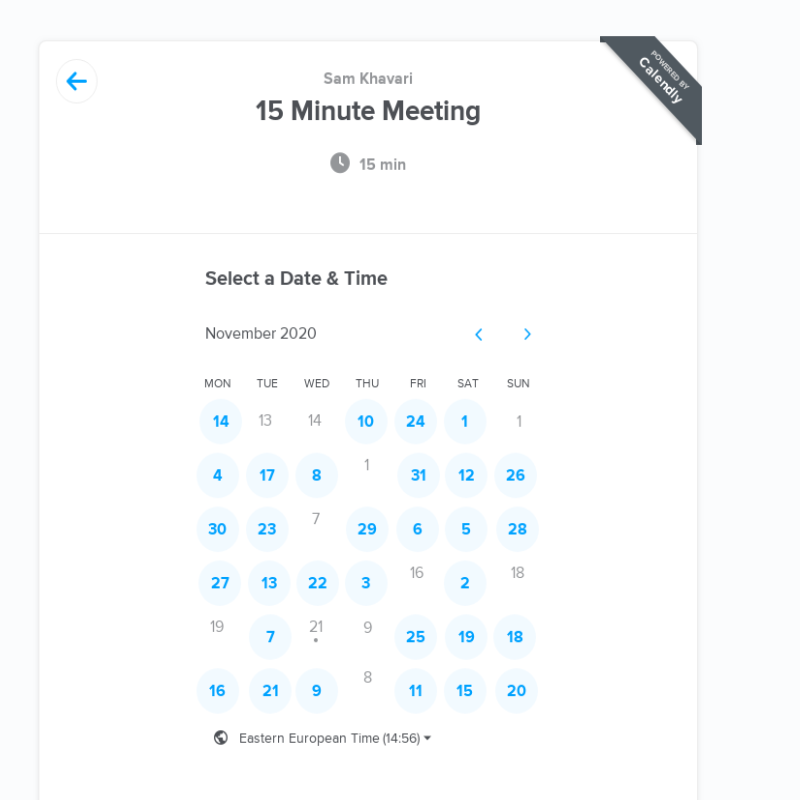 POWERED BY
Calendly
Sam Khavari
15 Minute Meeting
15 min
Select a Date & Time
November 2020
MON TUE WED THU FRI SAT SUN
14 13 14 10 24 1 1
4 17 8 1 31 12 26
30 23 7 29 6 5 28
27 13 22 3 16 2 18
19 7 21 9 25 19 18
16 21 9 8 11 15 20
Eastern European Time (14:56)